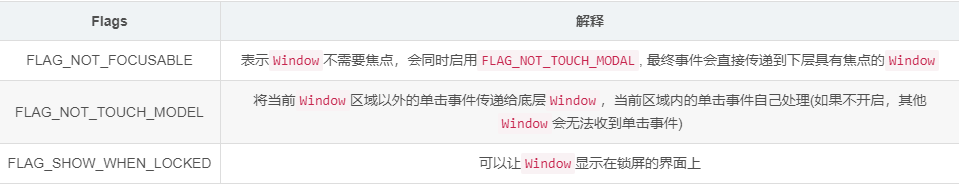 Flags 解释
FLAG_NOT_FOCUSABLE 表示 Window 不需要焦点，会同时启用 FLAG_NOT_TOUCH_MODAL，最终事件会直接传递到下层具有焦点的 Window
FLAG_NOT_TOUCH_MODEL 将当前 Window 区域以外的单击事件传递给底层 Window ，当前区域内的单击事件自己处理(如果不开启，其他
Window 会无法收到单击事件)
FLAG_SHOW_WHEN_LOCKED 可以让 Window 显示在锁屏的界面上